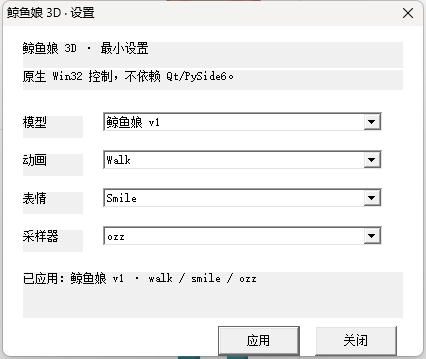 鲸鱼娘 3D · 设置
鲸鱼娘 3D · 最小设置
原生 Win32 控制，不依赖 Qt/PySide6。
模型 鲸鱼娘 v1
动画 Walk
表情 Smile
采样器 ozz
已应用：鲸鱼娘 v1 · walk / smile / ozz
应用 关闭